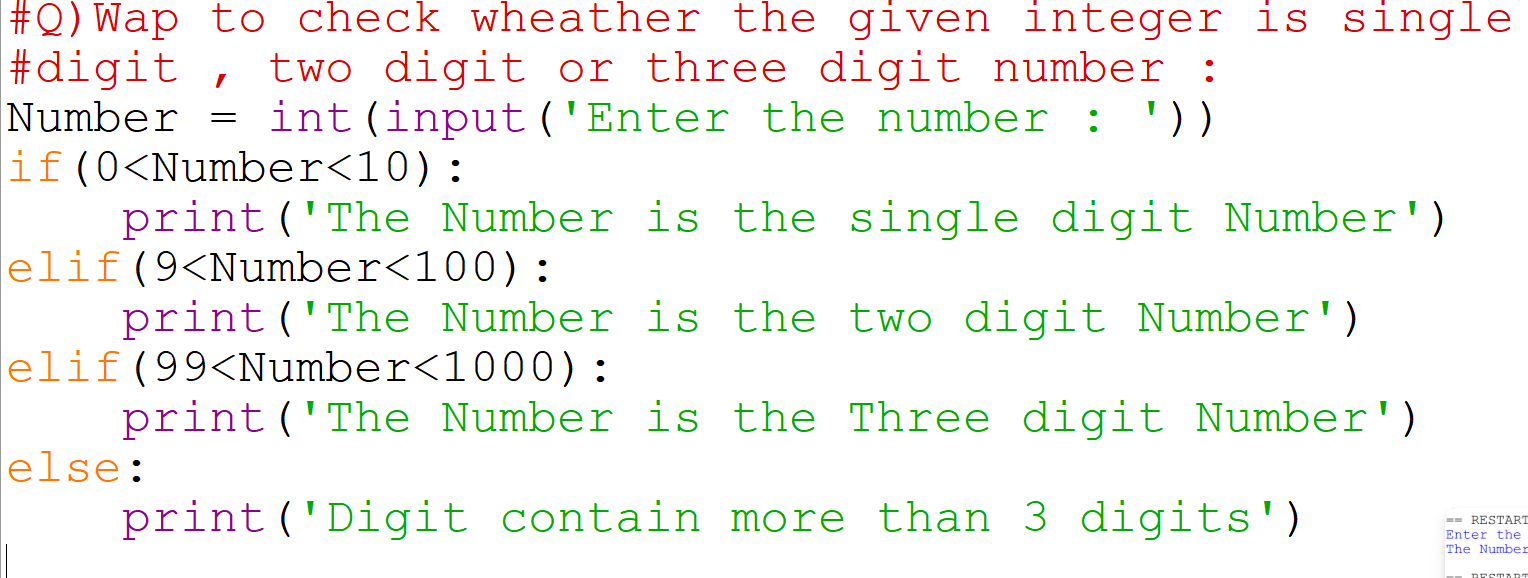 #Q)Wap to check wheather the given integer is single
#digit , two digit or three digit number :
Number = int(input('Enter the number : '))
if(0<Number<10):
    print('The Number is the single digit Number')
elif(9<Number<100):
    print('The Number is the two digit Number')
elif(99<Number<1000):
    print('The Number is the Three digit Number')
else:
    print('Digit contain more than 3 digits')
== RESTART
Enter the
The Number
== RESTART